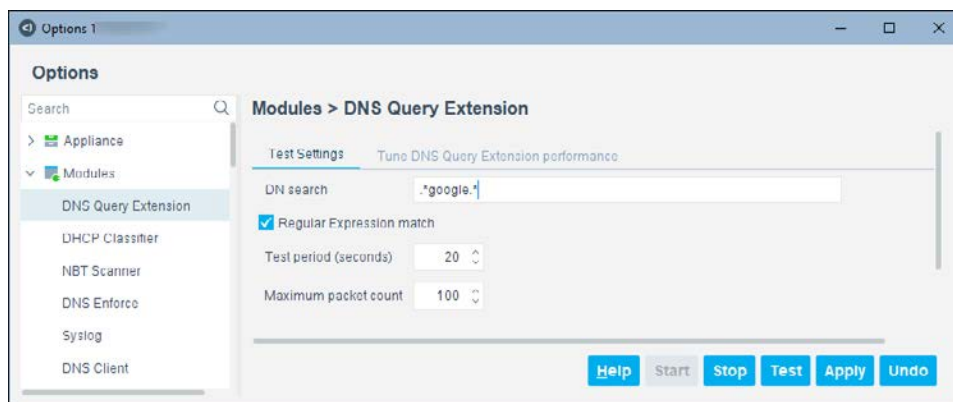 Options 1
Options
Search
Appliance
Modules
DNS Query Extension
DHCP Classifier
NBT Scanner
DNS Enforce
Syslog
DNS Client
Modules > DNS Query Extension
Test Settings
Tune DNS Query Extension performance
DN search
.*google.*
Regular Expression match
Test period (seconds)
20
Maximum packet count
100
Help
Start
Stop
Test
Apply
Undo